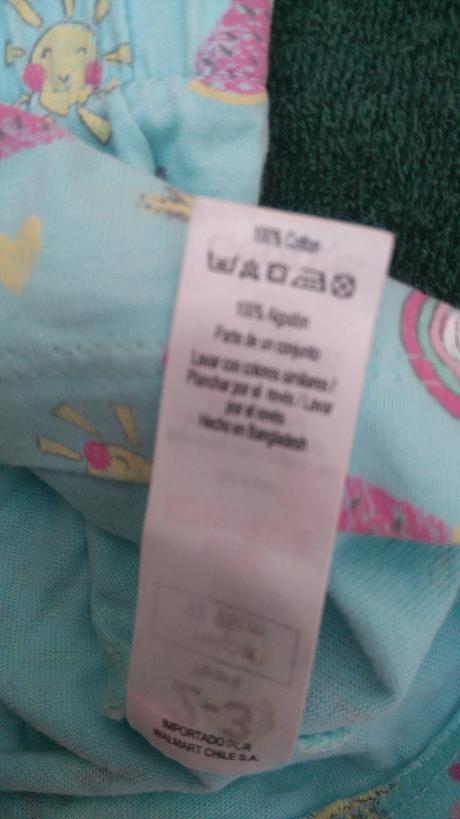 100% Cotton
100% Algodón
Parte de un conjunto
Lavar con colores similares /
Planchar por el revés / Lavar
por el revés
Hecho en Bangladesh
IMPORTADO POR
WALMART CHILE S.A.